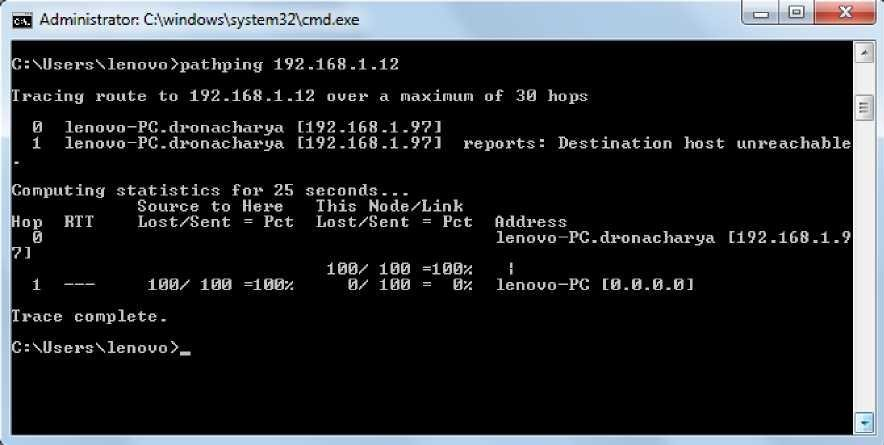 Administrator: C:\windows\system32\cmd.exe
C:\Users\lenovo>pathping 192.168.1.12
Tracing route to 192.168.1.12 over a maximum of 30 hops
  0  lenovo-PC.dronacharya [192.168.1.97]
  1  lenovo-PC.dronacharya [192.168.1.97]  reports: Destination host unreachable
.
Computing statistics for 25 seconds...
            Source to Here   This Node/Link
Hop  RTT    Lost/Sent = Pct  Lost/Sent = Pct  Address
  0                                           lenovo-PC.dronacharya [192.168.1.9
7]
                              100/ 100 =100%   |
  1  ---     100/ 100 =100%     0/ 100 =  0%  lenovo-PC [0.0.0.0]
Trace complete.
C:\Users\lenovo>_